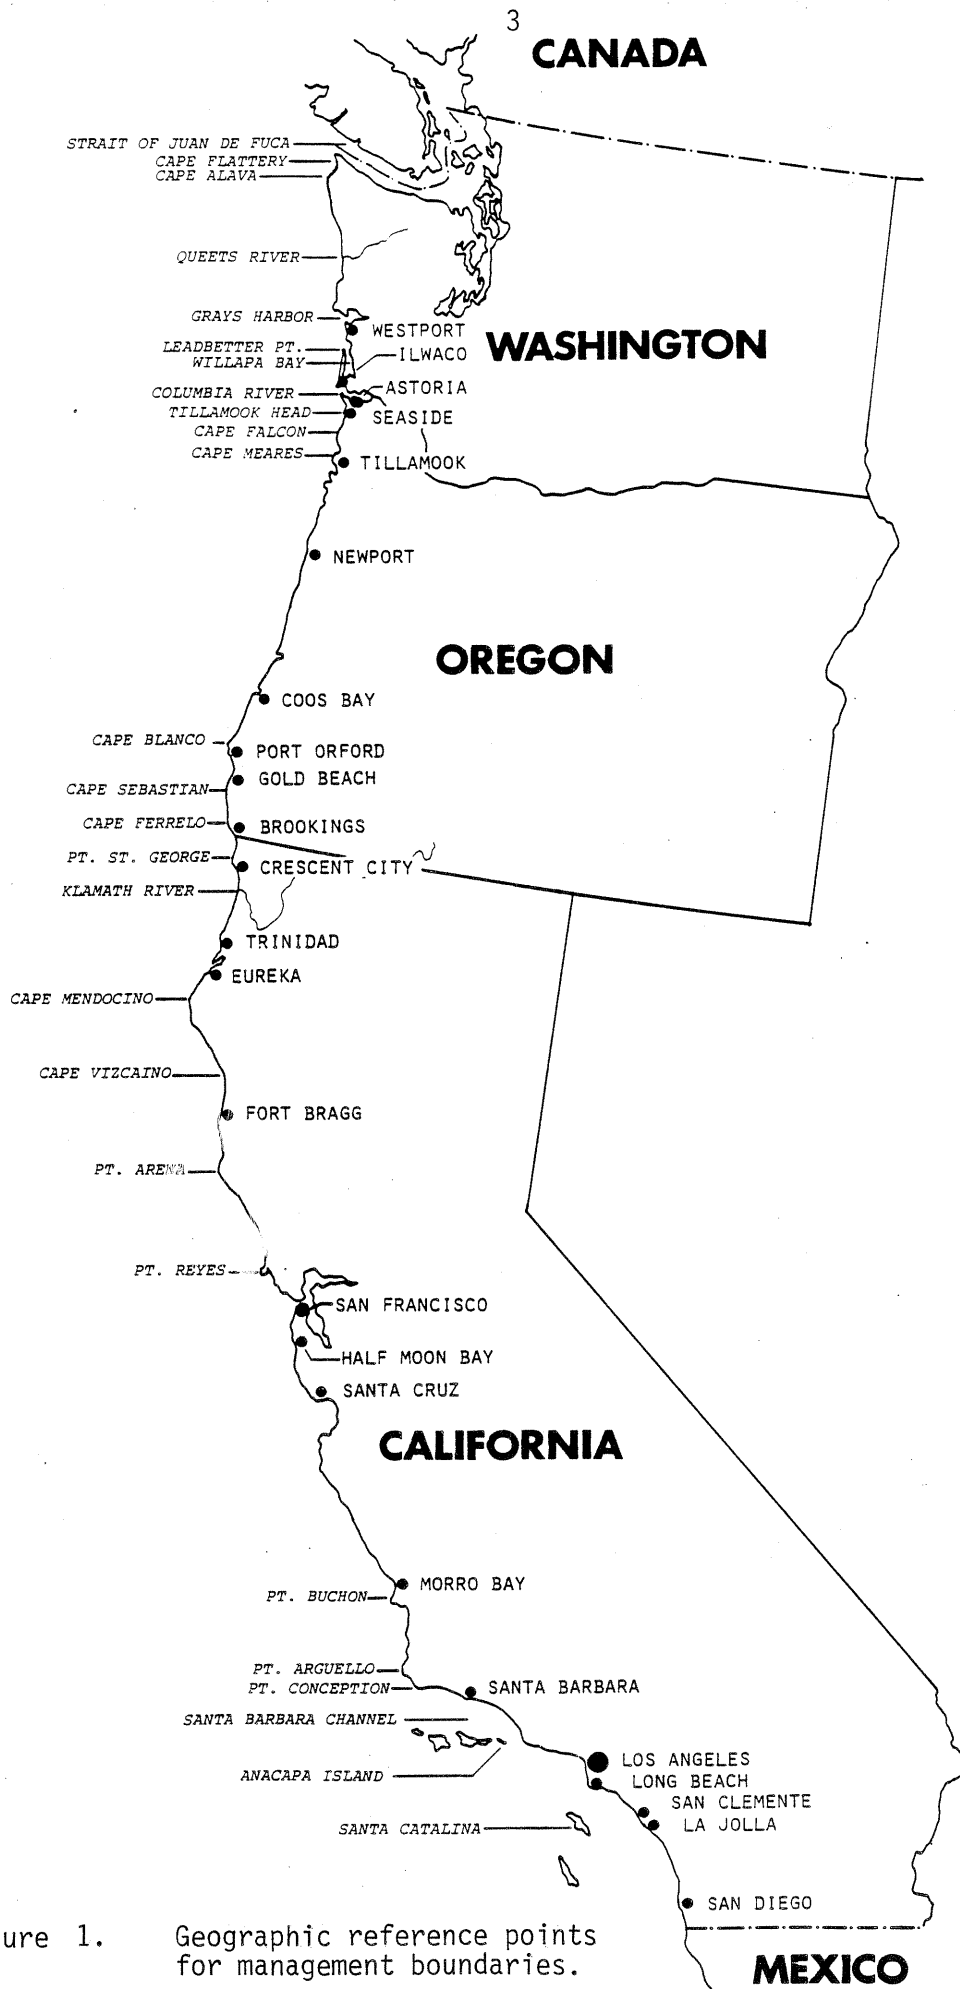 3
CANADA
STRAIT OF JUAN DE FUCA
CAPE FLATTERY
CAPE ALAVA
QUEETS RIVER
GRAYS HARBOR
WESTPORT
WASHINGTON
LEADBETTER PT.
ILWACO
WILLAPA BAY
ASTORIA
COLUMBIA RIVER
TILLAMOOK HEAD
SEASIDE
CAPE FALCON
CAPE MEARES
TILLAMOOK
NEWPORT
OREGON
COOS BAY
CAPE BLANCO
PORT ORFORD
GOLD BEACH
CAPE SEBASTIAN
CAPE FERRELO
BROOKINGS
PT. ST. GEORGE
CRESCENT CITY
KLAMATH RIVER
TRINIDAD
EUREKA
CAPE MENDOCINO
CAPE VIZCAINO
FORT BRAGG
PT. ARENA
PT. REYES
SAN FRANCISCO
HALF MOON BAY
SANTA CRUZ
CALIFORNIA
MORRO BAY
PT. BUCHON
PT. ARGUELLO
PT. CONCEPTION
SANTA BARBARA
SANTA BARBARA CHANNEL
LOS ANGELES
ANACAPA ISLAND
LONG BEACH
SAN CLEMENTE
LA JOLLA
SANTA CATALINA
SAN DIEGO
ure 1. Geographic reference points
for management boundaries.
MEXICO